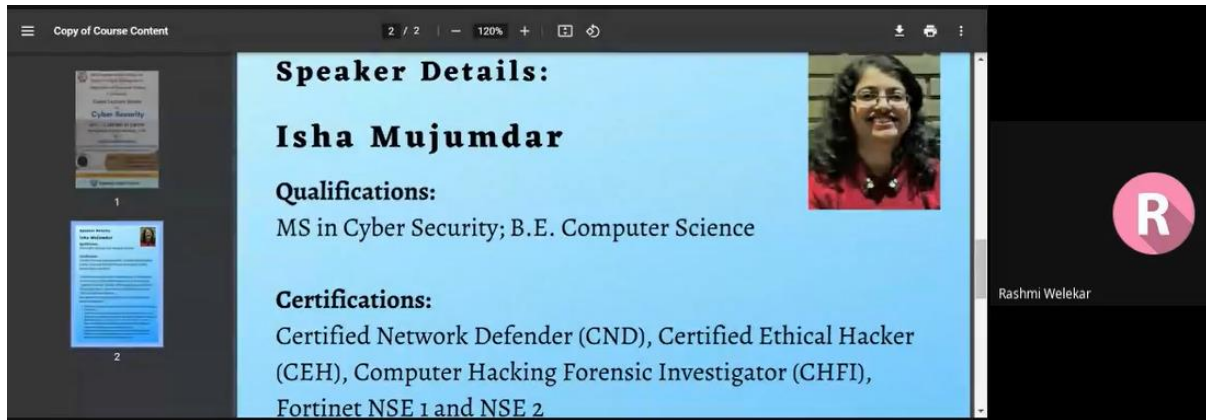 Copy of Course Content
2 / 2
120%
Cyber Security
1
2
Speaker Details:
Isha Mujumdar
Qualifications:
MS in Cyber Security; B.E. Computer Science
Certifications:
Certified Network Defender (CND), Certified Ethical Hacker
(CEH), Computer Hacking Forensic Investigator (CHFI),
Fortinet NSE 1 and NSE 2
R
Rashmi Welekar